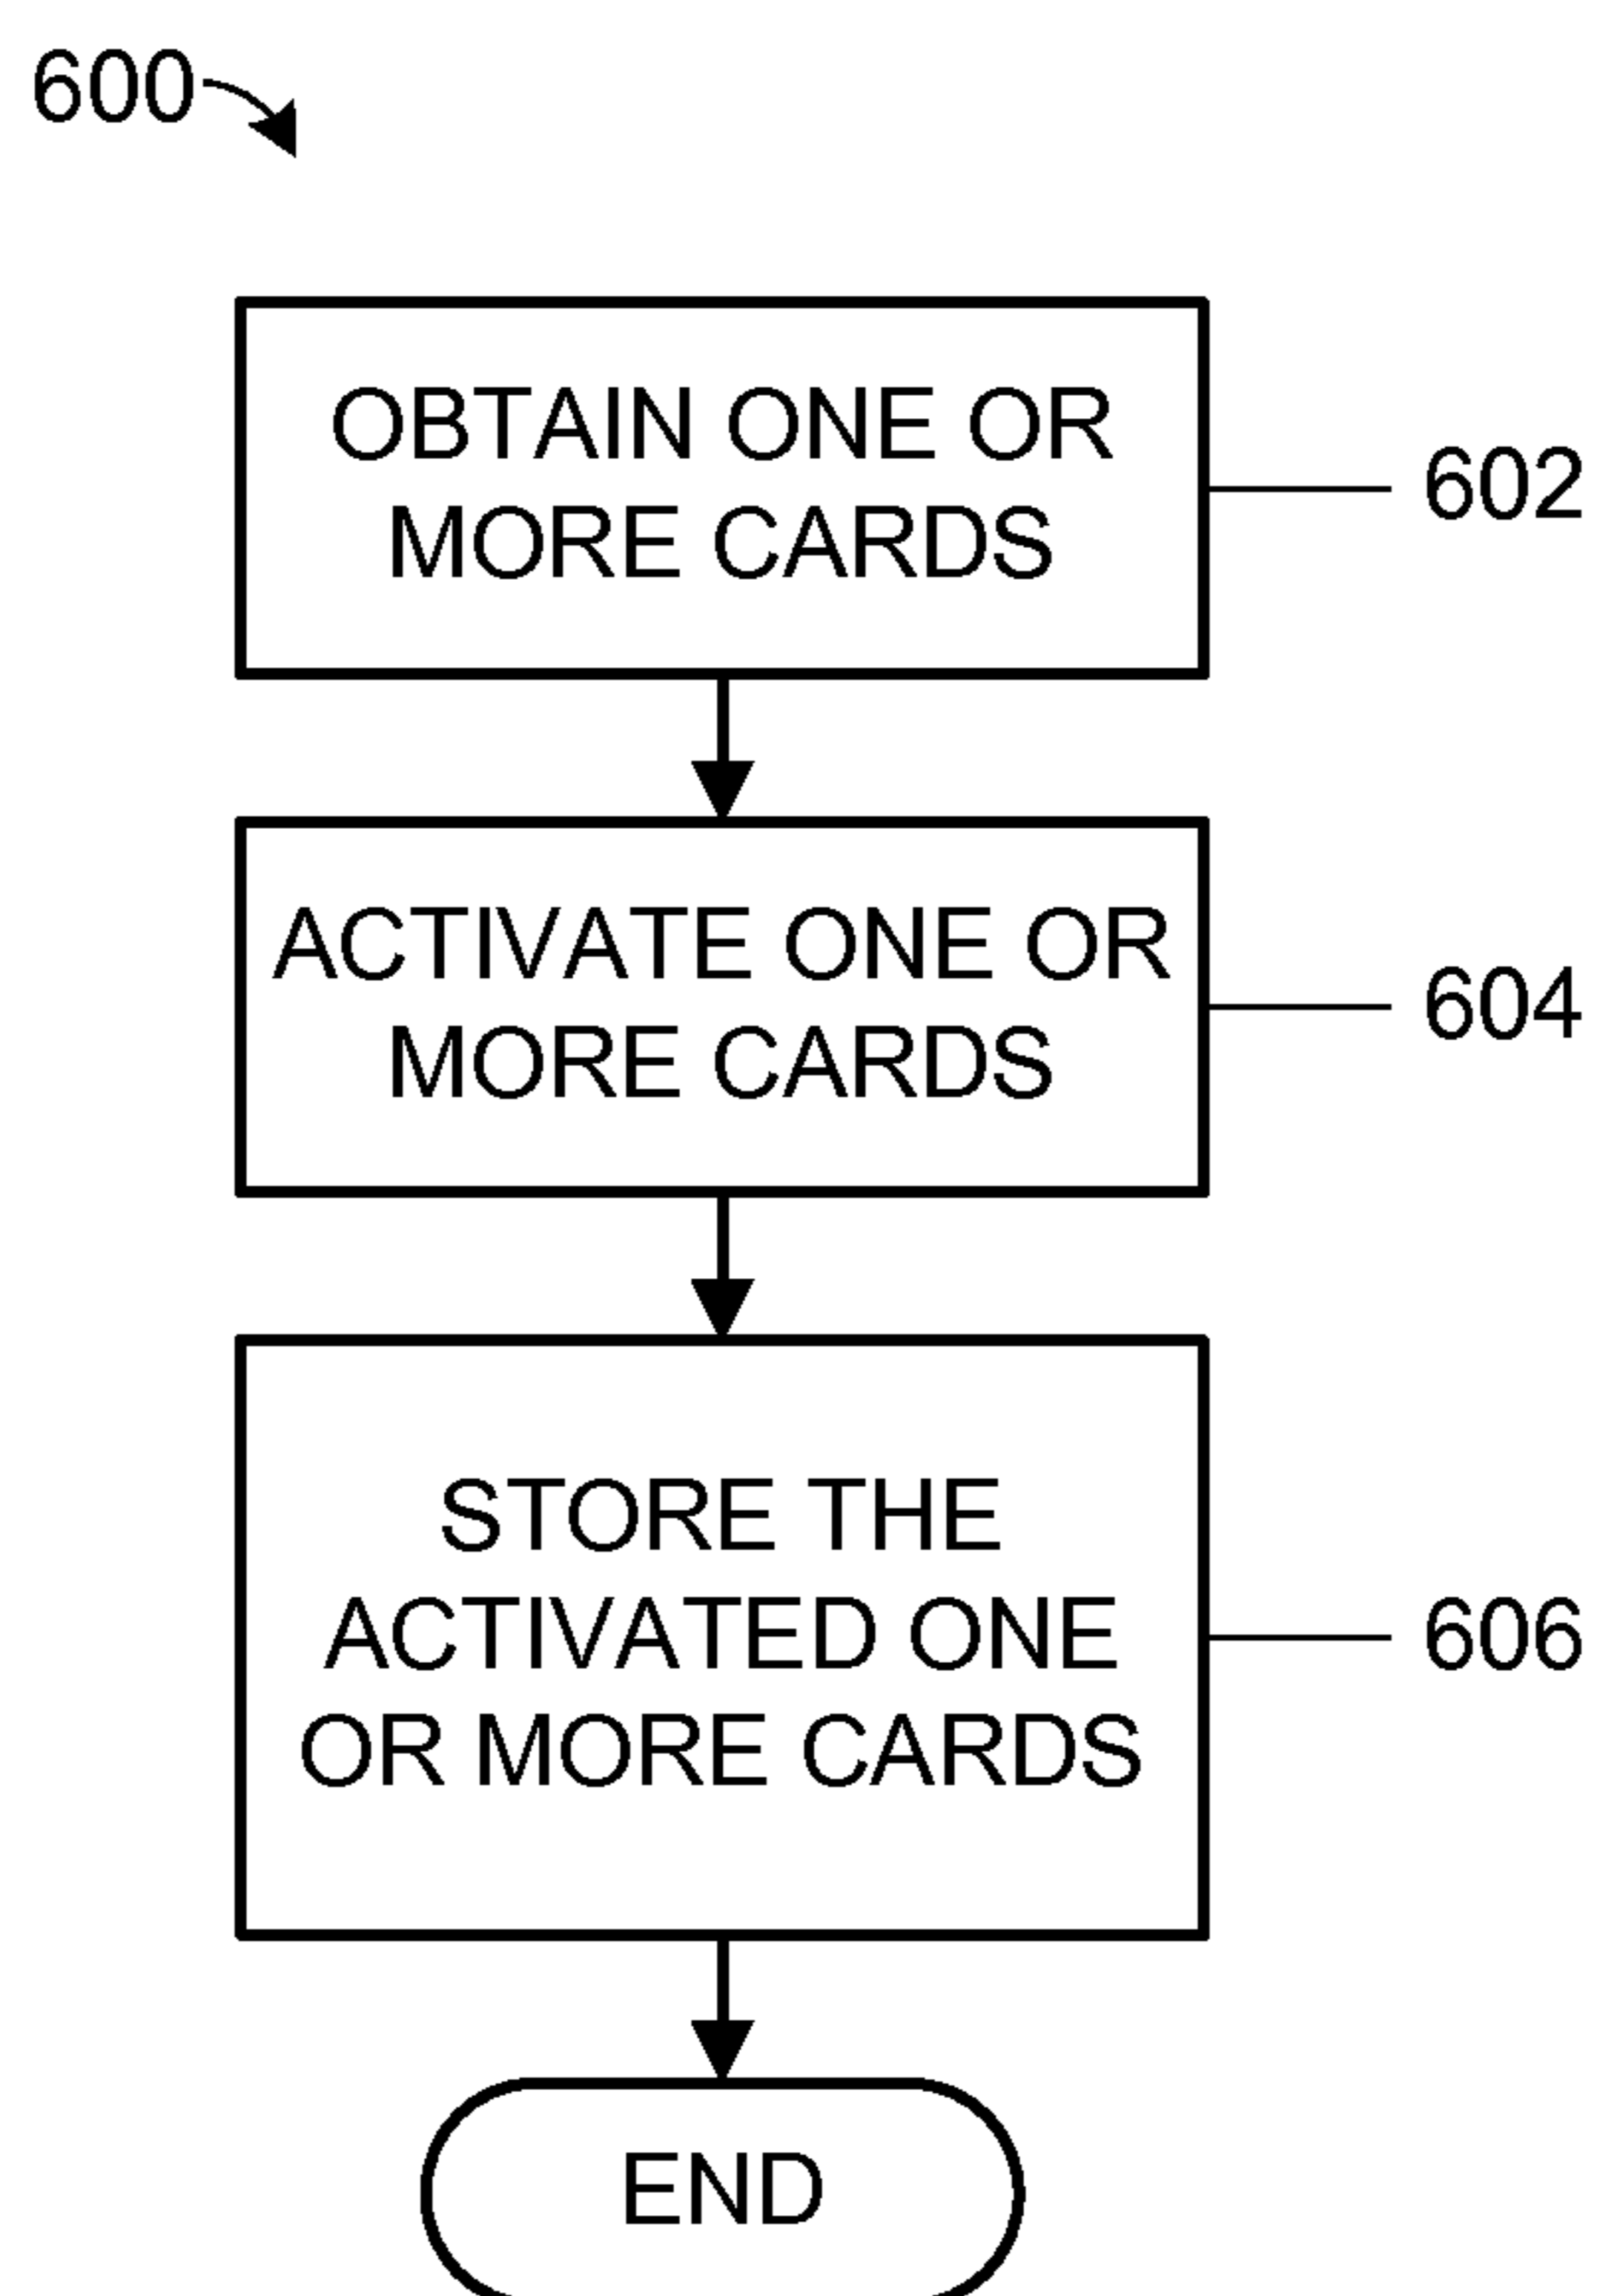 600
OBTAIN ONE OR
MORE CARDS
602
ACTIVATE ONE OR
MORE CARDS
604
STORE THE
ACTIVATED ONE
OR MORE CARDS
606
END